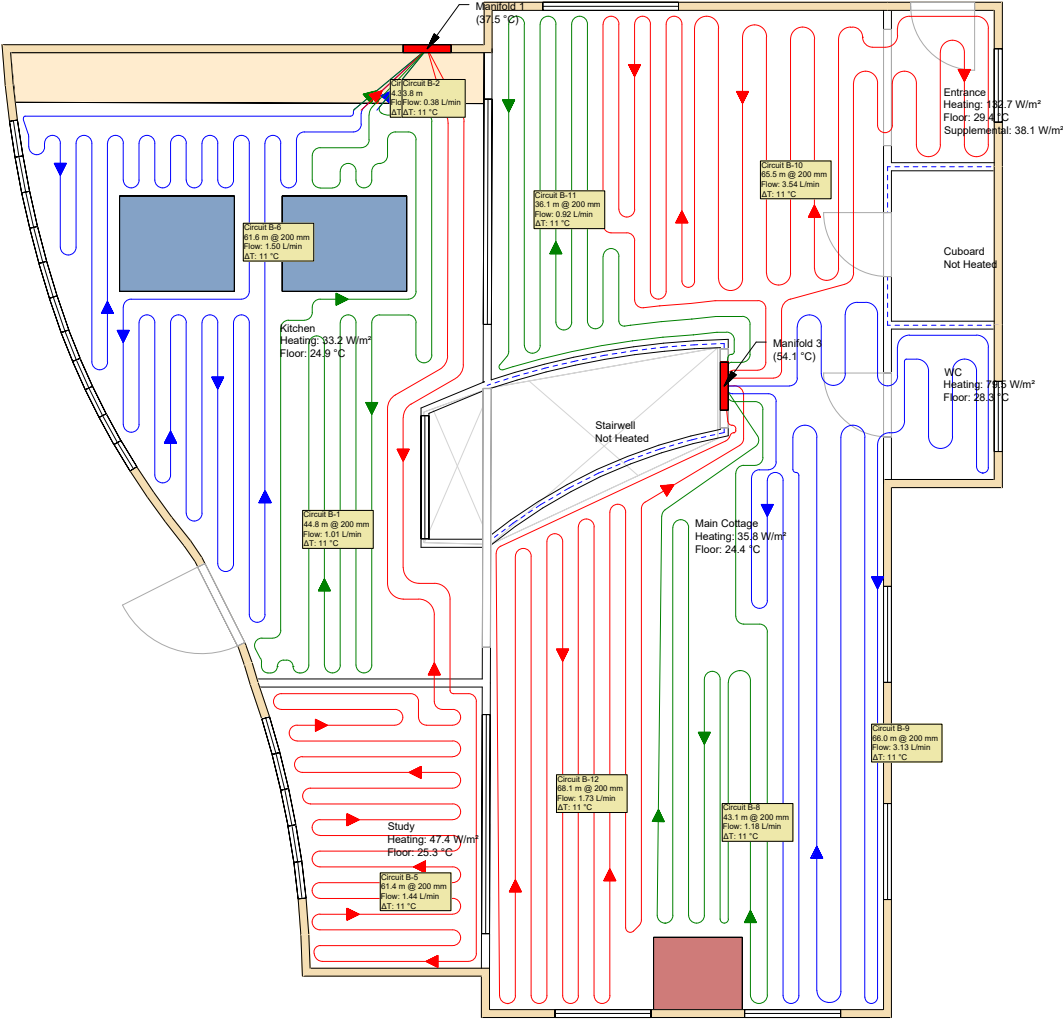 Manifold 1
(37.5 °C)
Circuit B-2
3.8 m
Flow: 0.38 L/min
ΔT: 11 °C
Entrance
Heating: 132.7 W/m²
Floor: 29.4 °C
Supplemental: 38.1 W/m²
Circuit B-10
65.5 m @ 200 mm
Flow: 3.54 L/min
ΔT: 11 °C
Circuit B-11
36.1 m @ 200 mm
Flow: 0.92 L/min
ΔT: 11 °C
Circuit B-6
61.6 m @ 200 mm
Flow: 1.50 L/min
ΔT: 11 °C
Cuboard
Not Heated
Kitchen
Heating: 33.2 W/m²
Floor: 24.9 °C
Manifold 3
(54.1 °C)
WC
Heating: 79.5 W/m²
Floor: 28.3 °C
Stairwell
Not Heated
Circuit B-1
44.8 m @ 200 mm
Flow: 1.01 L/min
ΔT: 11 °C
Main Cottage
Heating: 35.8 W/m²
Floor: 24.4 °C
Circuit B-9
66.0 m @ 200 mm
Flow: 3.13 L/min
ΔT: 11 °C
Circuit B-12
68.1 m @ 200 mm
Flow: 1.73 L/min
ΔT: 11 °C
Circuit B-8
43.1 m @ 200 mm
Flow: 1.18 L/min
ΔT: 11 °C
Study
Heating: 47.4 W/m²
Floor: 25.3 °C
Circuit B-5
61.4 m @ 200 mm
Flow: 1.44 L/min
ΔT: 11 °C